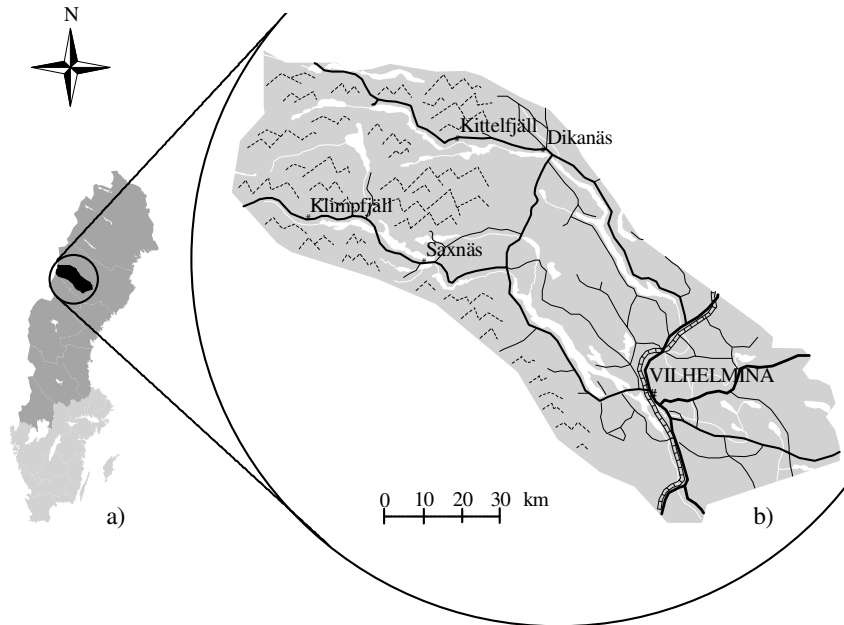 N
Kittelfjäll
Dikanäs
Klimpfjäll
Saxnäs
VILHELMINA
0 10 20 30 km
a)
b)